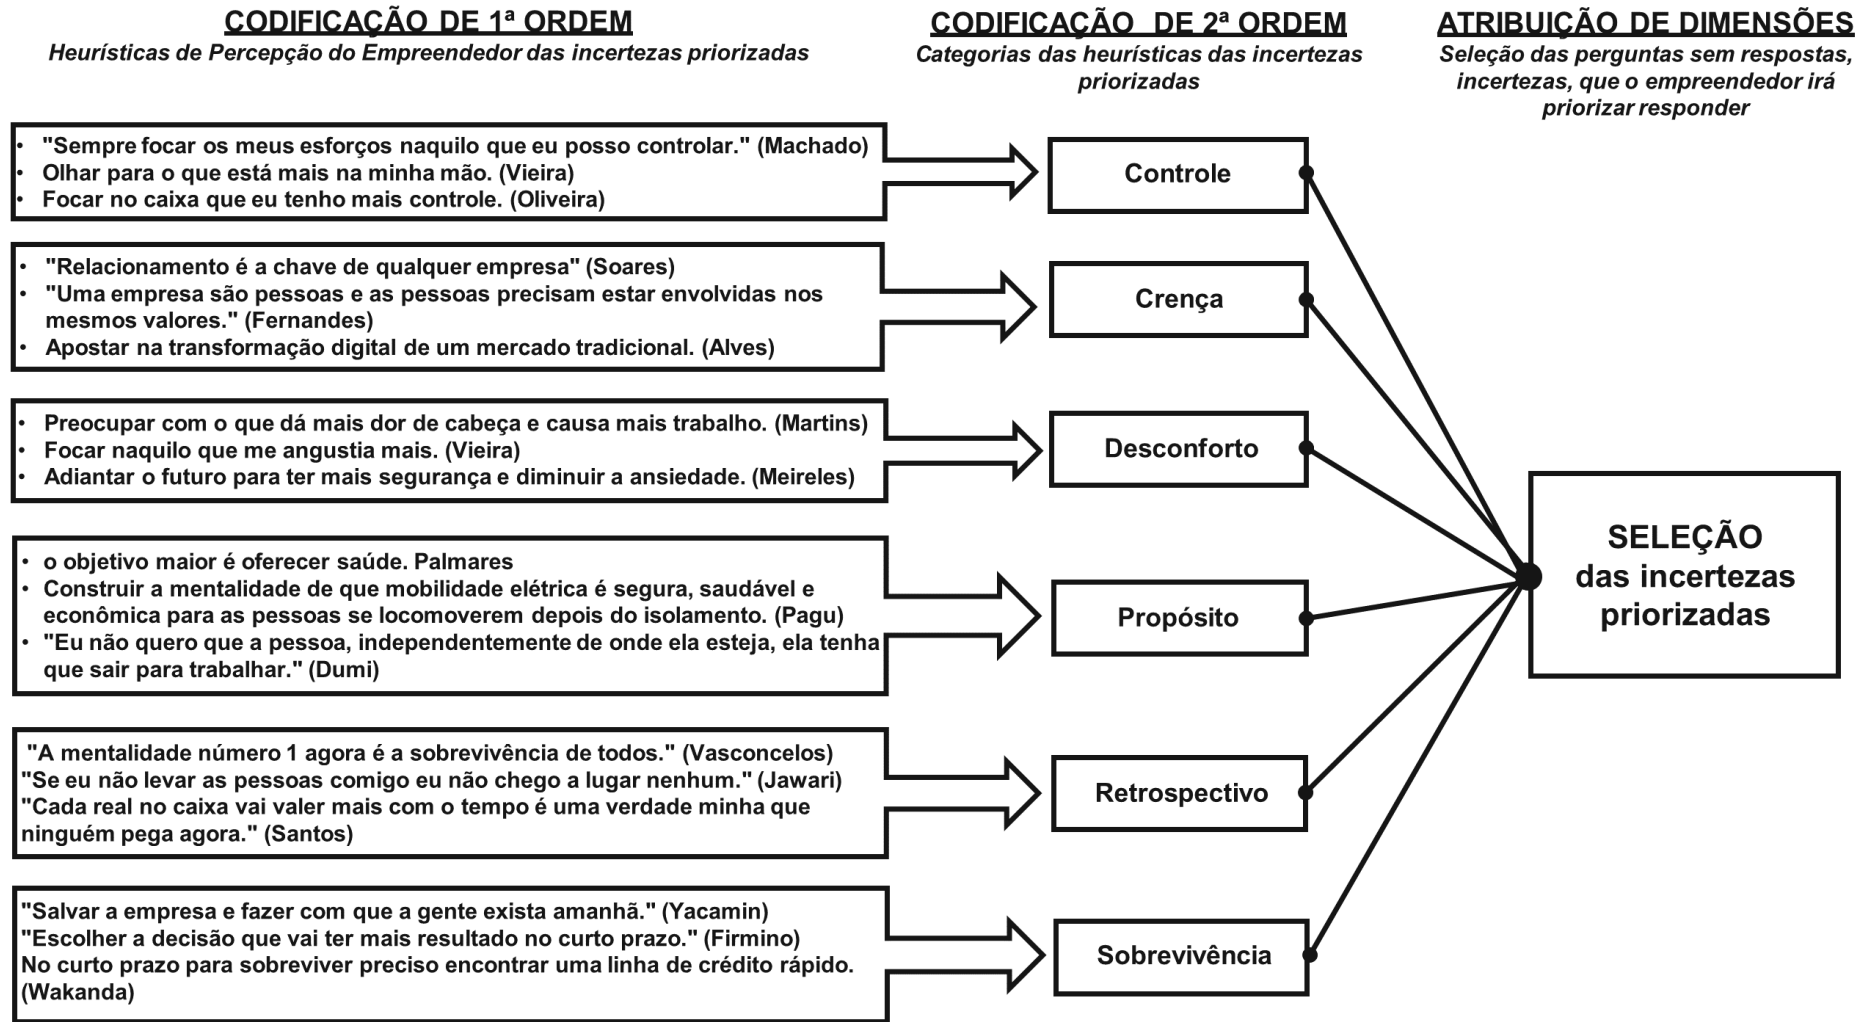 CODIFICAÇÃO DE 1ª ORDEM
Heurísticas de Percepção do Empreendedor das incertezas priorizadas
CODIFICAÇÃO DE 2ª ORDEM
Categorias das heurísticas das incertezas
priorizadas
ATRIBUIÇÃO DE DIMENSÕES
Seleção das perguntas sem respostas,
incertezas, que o empreendedor irá
priorizar responder
• "Sempre focar os meus esforços naquilo que eu posso controlar." (Machado)
• Olhar para o que está mais na minha mão. (Vieira)
• Focar no caixa que eu tenho mais controle. (Oliveira)
Controle
• "Relacionamento é a chave de qualquer empresa" (Soares)
• "Uma empresa são pessoas e as pessoas precisam estar envolvidas nos
mesmos valores." (Fernandes)
• Apostar na transformação digital de um mercado tradicional. (Alves)
Crença
• Preocupar com o que dá mais dor de cabeça e causa mais trabalho. (Martins)
• Focar naquilo que me angustia mais. (Vieira)
• Adiantar o futuro para ter mais segurança e diminuir a ansiedade. (Meireles)
Desconforto
• o objetivo maior é oferecer saúde. Palmares
• Construir a mentalidade de que mobilidade elétrica é segura, saudável e
econômica para as pessoas se locomoverem depois do isolamento. (Pagu)
• "Eu não quero que a pessoa, independentemente de onde ela esteja, ela tenha
que sair para trabalhar." (Dumi)
Propósito
"A mentalidade número 1 agora é a sobrevivência de todos." (Vasconcelos)
"Se eu não levar as pessoas comigo eu não chego a lugar nenhum." (Jawari)
"Cada real no caixa vai valer mais com o tempo é uma verdade minha que
ninguém pega agora." (Santos)
Retrospectivo
"Salvar a empresa e fazer com que a gente exista amanhã." (Yacamin)
"Escolher a decisão que vai ter mais resultado no curto prazo." (Firmino)
No curto prazo para sobreviver preciso encontrar uma linha de crédito rápido.
(Wakanda)
Sobrevivência
SELEÇÃO
das incertezas
priorizadas